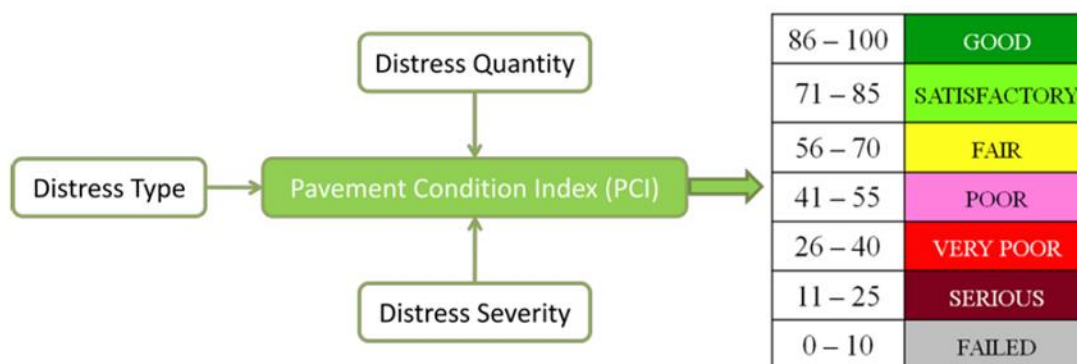 Distress Quantity
Distress Type
Pavement Condition Index (PCI)
Distress Severity
86 – 100 GOOD
71 – 85 SATISFACTORY
56 – 70 FAIR
41 – 55 POOR
26 – 40 VERY POOR
11 – 25 SERIOUS
0 – 10 FAILED